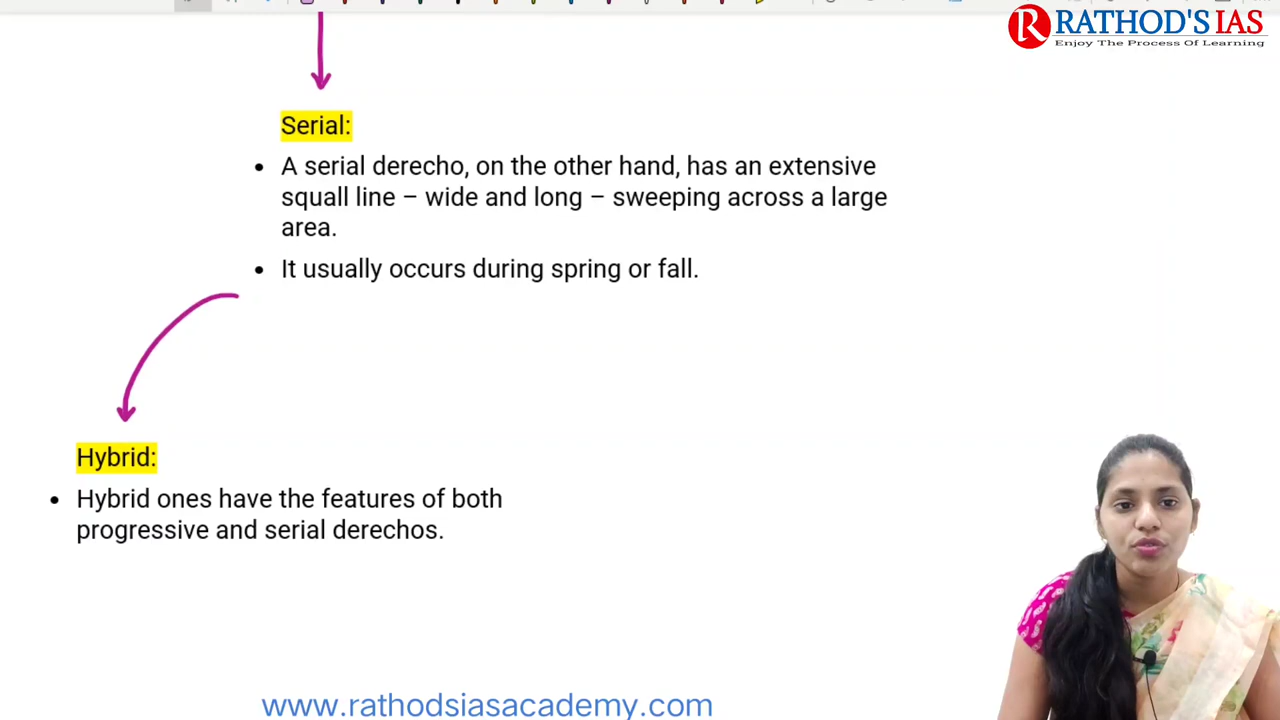 RATHOD'S IAS
Enjoy The Process Of Learning
Serial:
• A serial derecho, on the other hand, has an extensive
squall line – wide and long – sweeping across a large
area.
• It usually occurs during spring or fall.
Hybrid:
• Hybrid ones have the features of both
progressive and serial derechos.
www.rathodsiasacademy.com